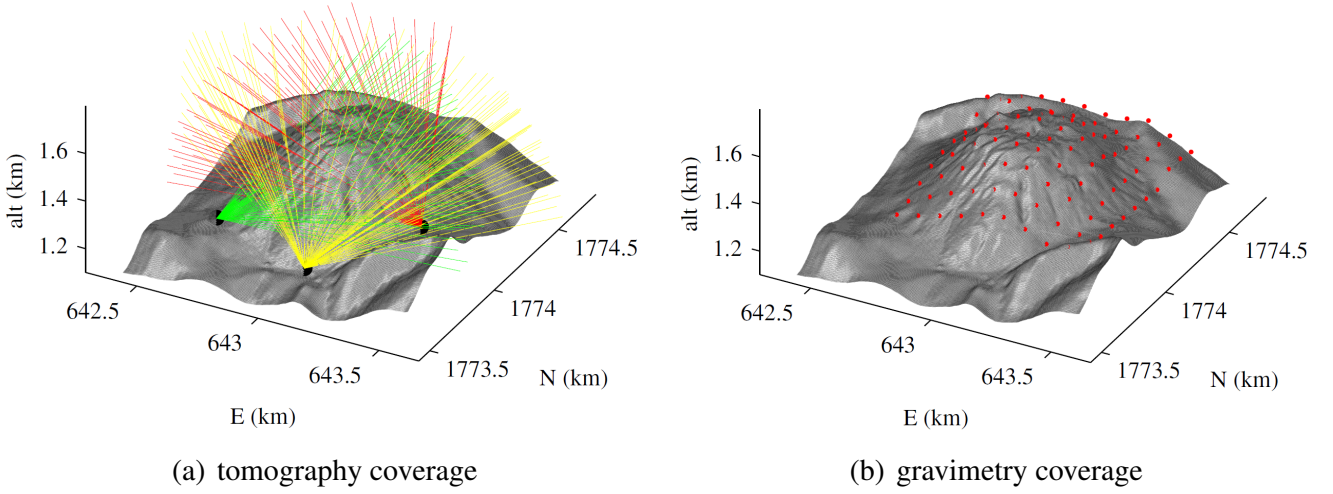 alt (km)
1.6
1.4
1.2
642.5
643
643.5
E (km)
1773.5
1774
1774.5
N (km)
(a) tomography coverage
alt (km)
1.6
1.4
1.2
642.5
643
643.5
E (km)
1773.5
1774
1774.5
N (km)
(b) gravimetry coverage